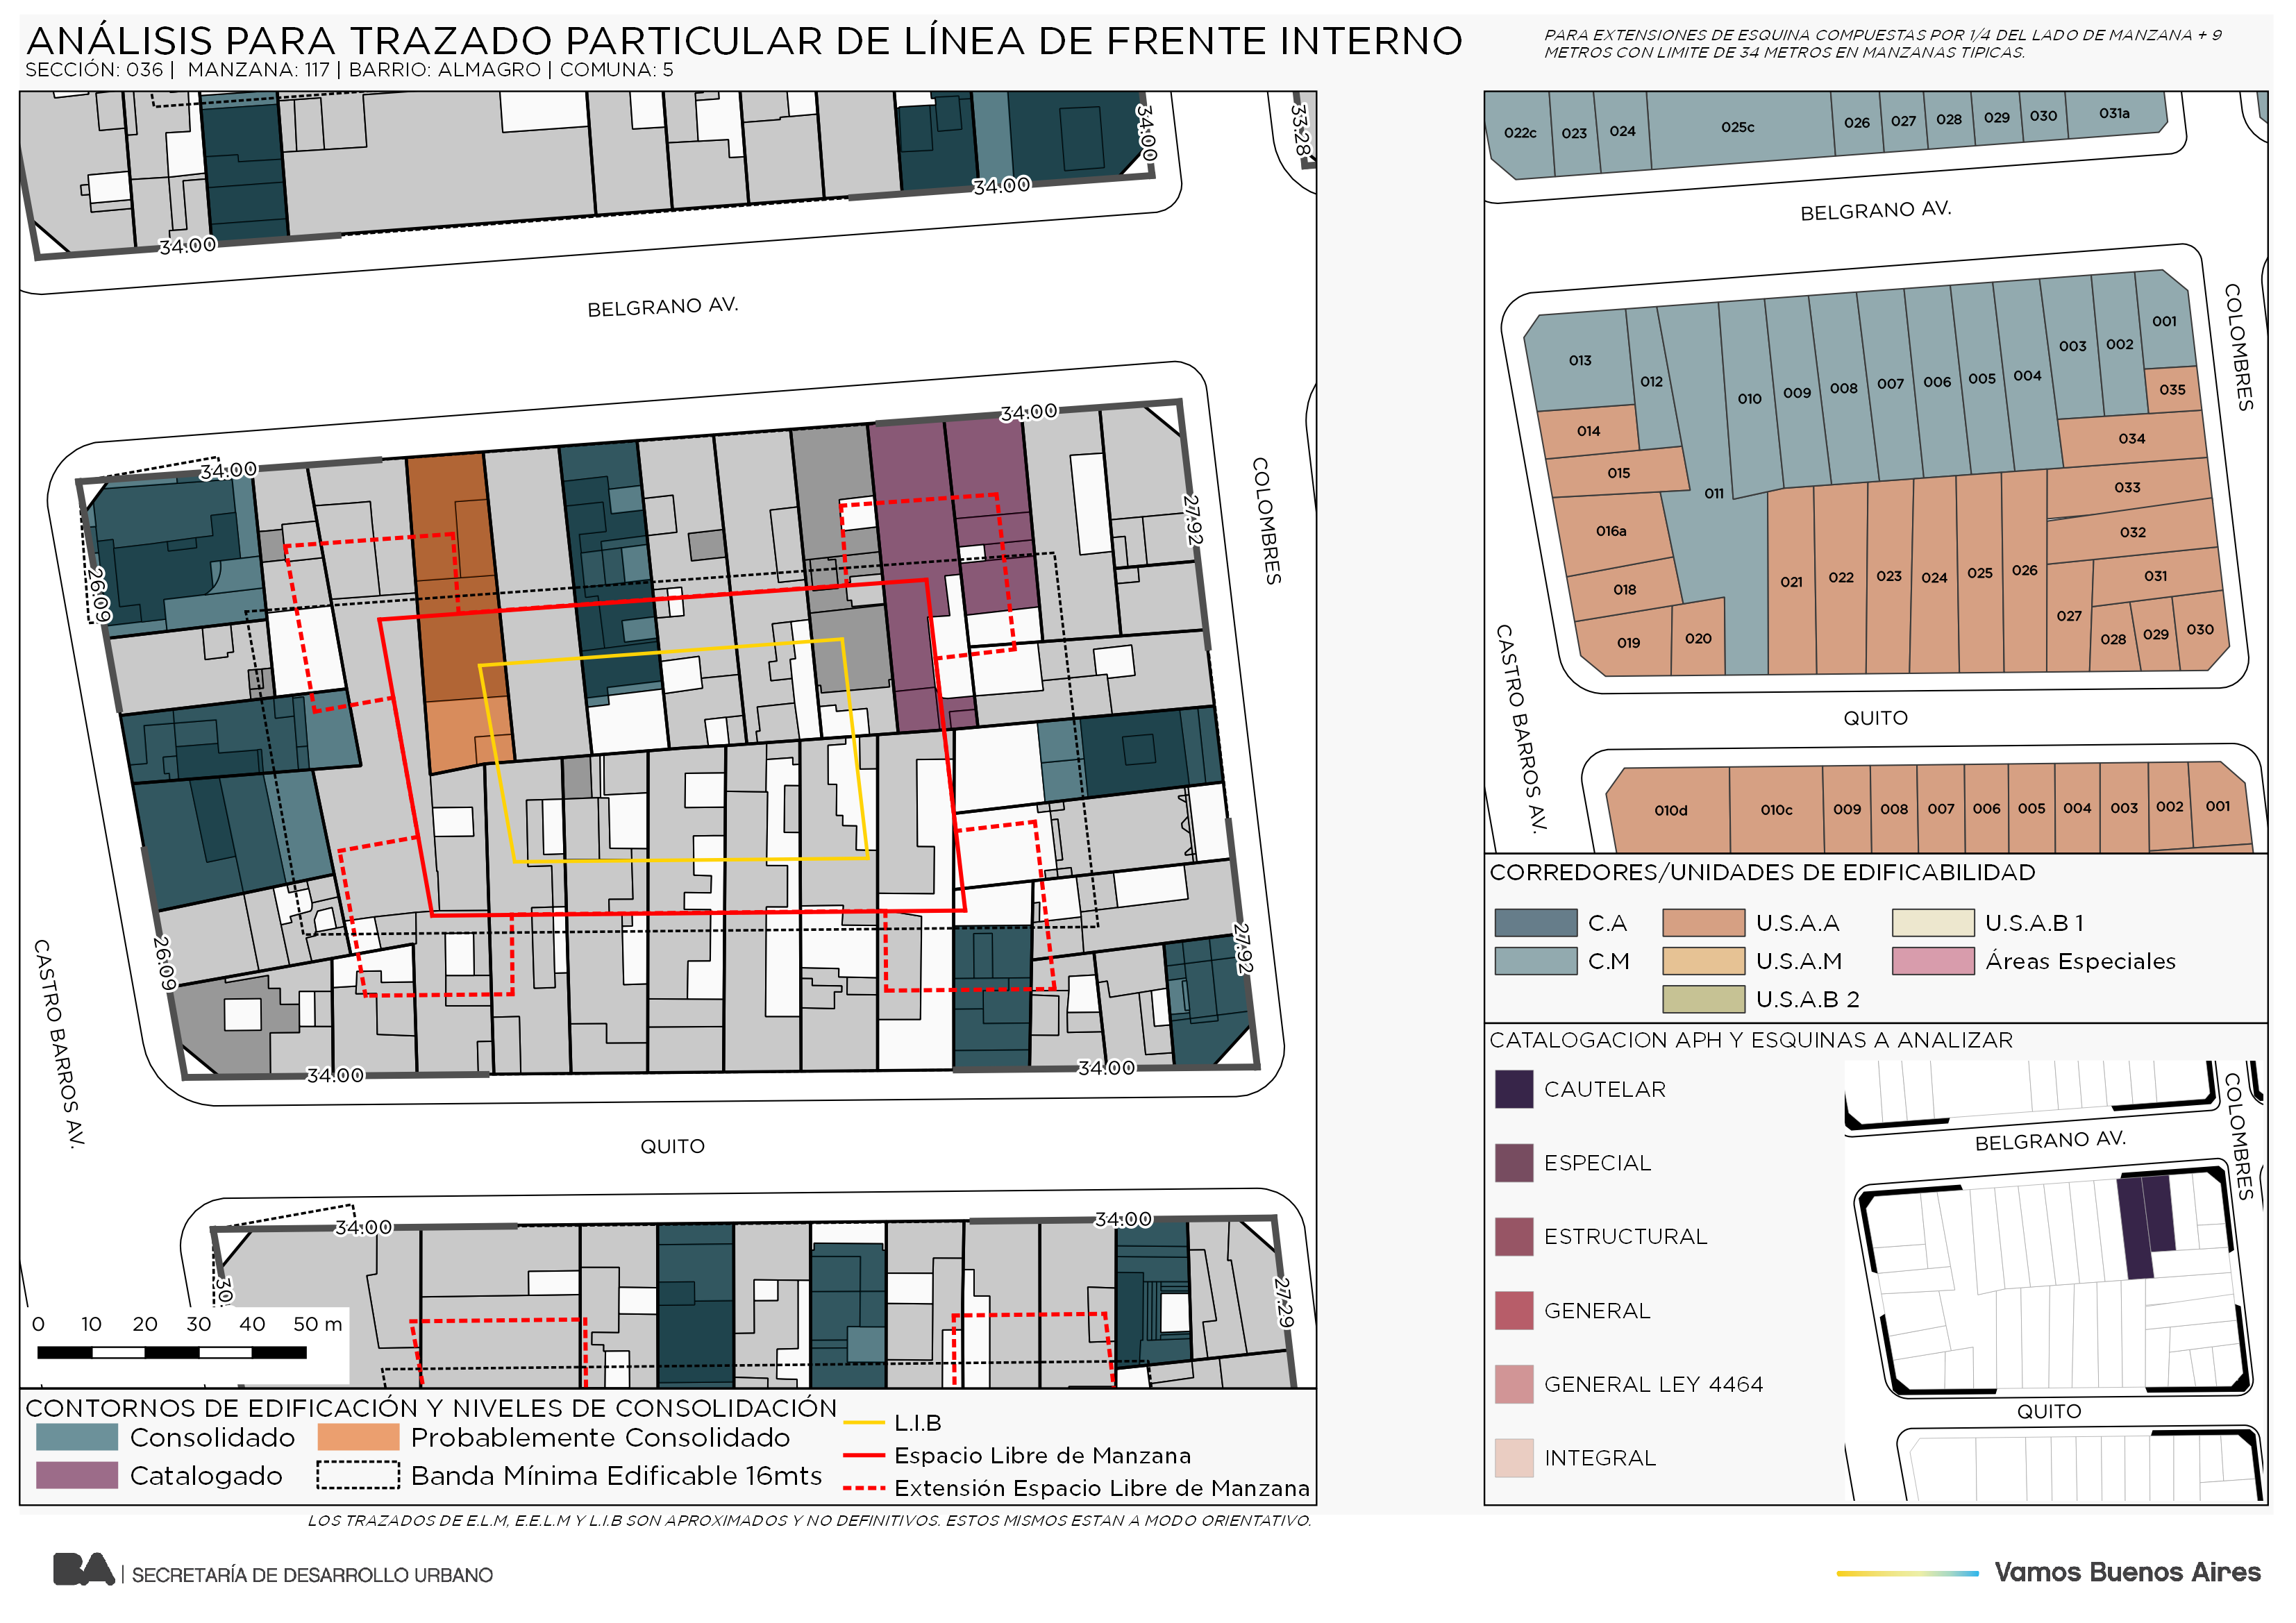 ANÁLISIS PARA TRAZADO PARTICULAR DE LÍNEA DE FRENTE INTERNO
SECCIÓN: 036 | MANZANA: 117 | BARRIO: ALMAGRO | COMUNA: 5
PARA EXTENSIONES DE ESQUINA COMPUESTAS POR 1/4 DEL LADO DE MANZANA + 9
METROS CON LIMITE DE 34 METROS EN MANZANAS TIPICAS.
34.00
33.28
34.00
34.00
BELGRANO AV.
34.00
34.00
27.92
COLOMBRES
26.09
26.09
27.92
CASTRO BARROS AV.
34.00
34.00
QUITO
34.00
34.00
30.
27.29
0 10 20 30 40 50 m
CONTORNOS DE EDIFICACIÓN Y NIVELES DE CONSOLIDACIÓN
Consolidado
Probablemente Consolidado
Catalogado
Banda Mínima Edificable 16mts
L.I.B
Espacio Libre de Manzana
Extensión Espacio Libre de Manzana
LOS TRAZADOS DE E.L.M, E.E.L.M Y L.I.B SON APROXIMADOS Y NO DEFINITIVOS. ESTOS MISMOS ESTAN A MODO ORIENTATIVO.
022c 023 024 025c 026 027 028 029 030 031a
BELGRANO AV.
COLOMBRES
013 012 010 009 008 007 006 005 004 003 002 001
035
014
034
015
011
033
016a
032
021 022 023 024 025 026
031
018
027
019 020
028 029 030
CASTRO BARROS AV.
QUITO
010d 010c 009 008 007 006 005 004 003 002 001
CORREDORES/UNIDADES DE EDIFICABILIDAD
C.A
U.S.A.A
U.S.A.B 1
C.M
U.S.A.M
Áreas Especiales
U.S.A.B 2
CATALOGACION APH Y ESQUINAS A ANALIZAR
CAUTELAR
ESPECIAL
ESTRUCTURAL
GENERAL
GENERAL LEY 4464
INTEGRAL
BELGRANO AV.
COLOMBRES
QUITO
BA | SECRETARÍA DE DESARROLLO URBANO
Vamos Buenos Aires